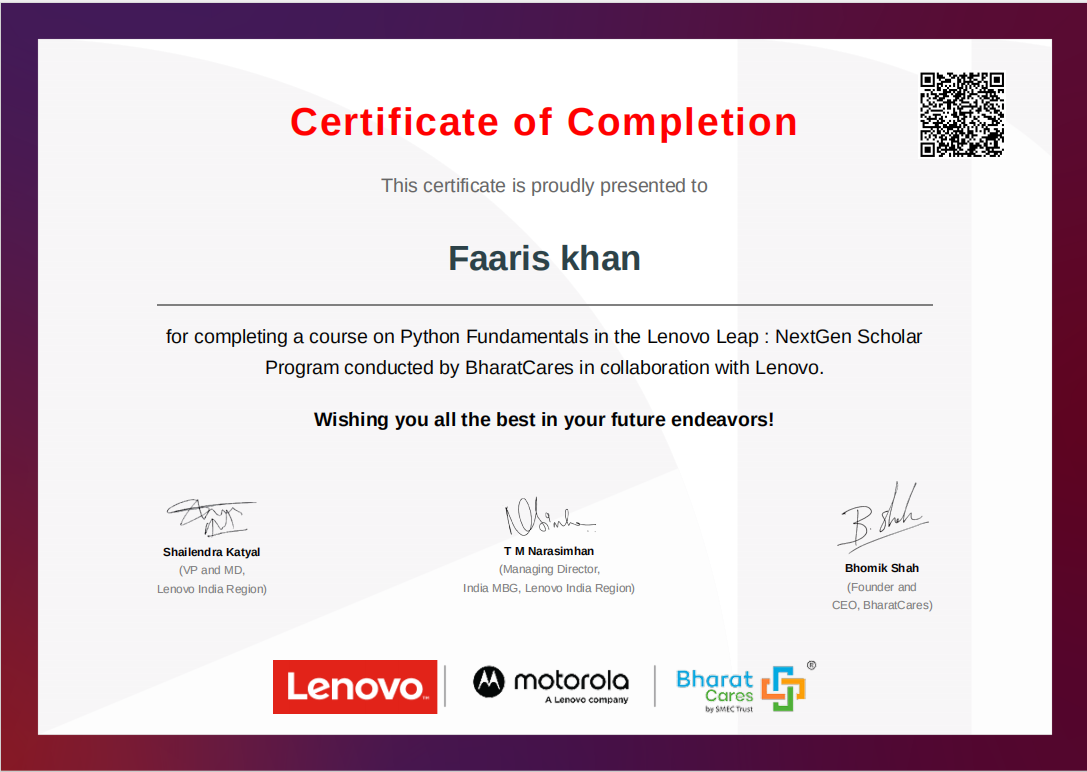 Certificate of Completion
This certificate is proudly presented to
Faaris khan
for completing a course on Python Fundamentals in the Lenovo Leap : NextGen Scholar
Program conducted by BharatCares in collaboration with Lenovo.
Wishing you all the best in your future endeavors!
B. Shah
Shailendra Katyal
(VP and MD,
Lenovo India Region)
T M Narasimhan
(Managing Director,
India MBG, Lenovo India Region)
Bhomik Shah
(Founder and
CEO, BharatCares)
Lenovo™
motorola
A Lenovo company
Bharat
Cares
by SMEC Trust
®